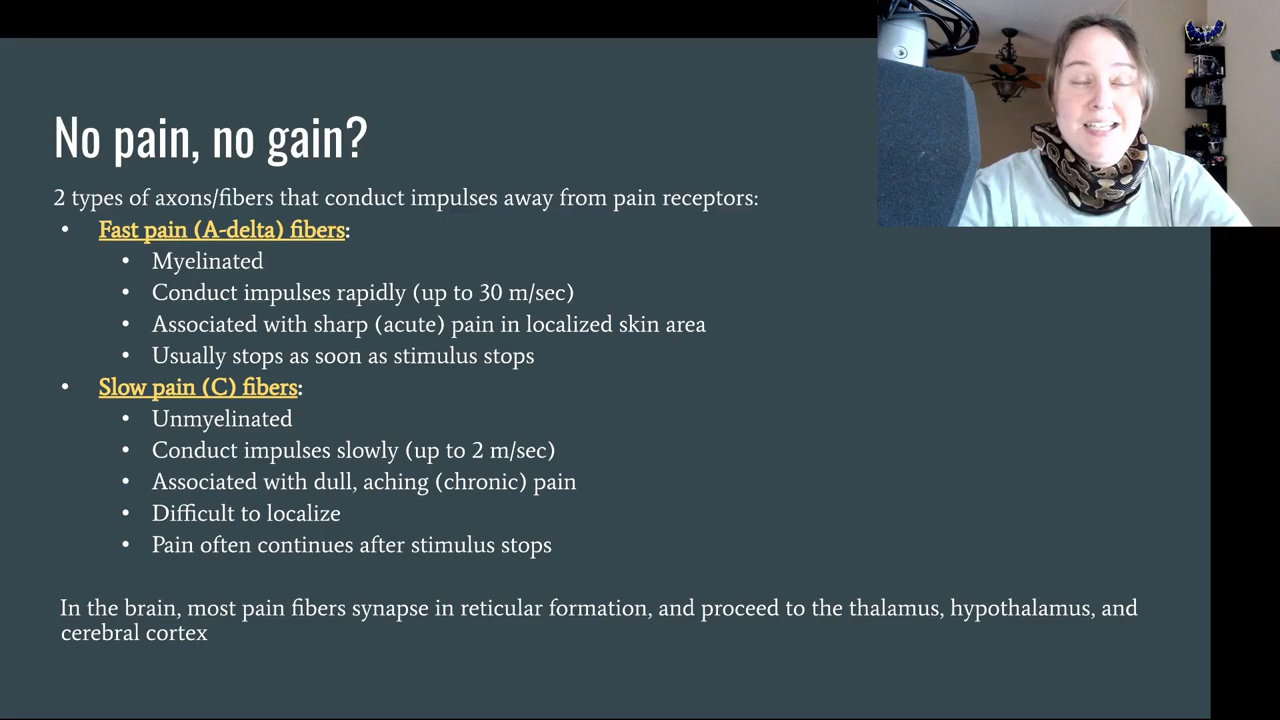 No pain, no gain?
2 types of axons/fibers that conduct impulses away from pain receptors:
• Fast pain (A-delta) fibers:
• Myelinated
• Conduct impulses rapidly (up to 30 m/sec)
• Associated with sharp (acute) pain in localized skin area
• Usually stops as soon as stimulus stops
• Slow pain (C) fibers:
• Unmyelinated
• Conduct impulses slowly (up to 2 m/sec)
• Associated with dull, aching (chronic) pain
• Difficult to localize
• Pain often continues after stimulus stops
In the brain, most pain fibers synapse in reticular formation, and proceed to the thalamus, hypothalamus, and
cerebral cortex